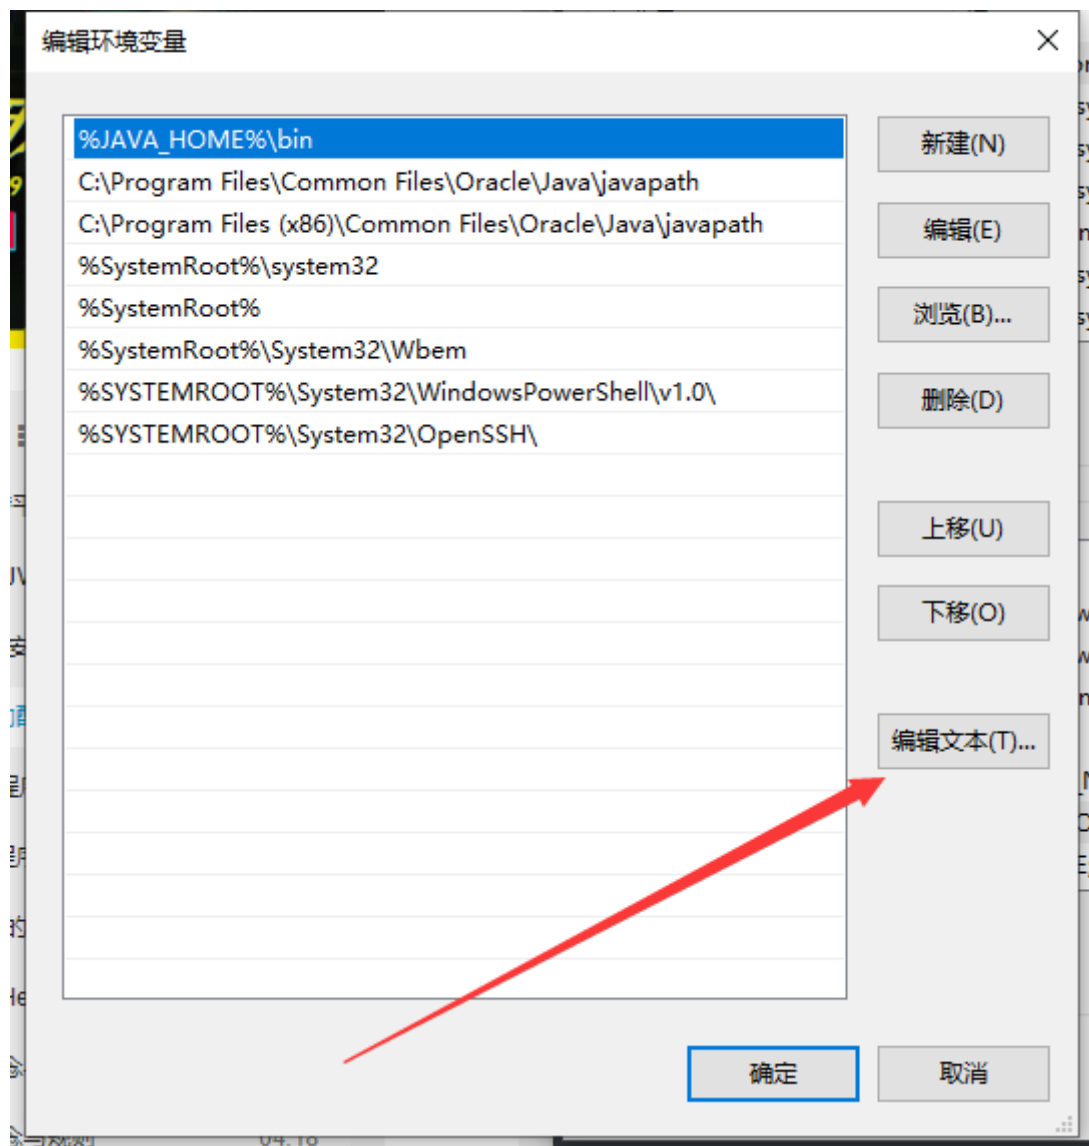 编辑环境变量
%JAVA_HOME%\bin
C:\Program Files\Common Files\Oracle\Java\javapath
C:\Program Files (x86)\Common Files\Oracle\Java\javapath
%SystemRoot%\system32
%SystemRoot%
%SystemRoot%\System32\Wbem
%SYSTEMROOT%\System32\WindowsPowerShell\v1.0\
%SYSTEMROOT%\System32\OpenSSH\
新建(N)
编辑(E)
浏览(B)...
删除(D)
上移(U)
下移(O)
编辑文本(T)...
确定
取消